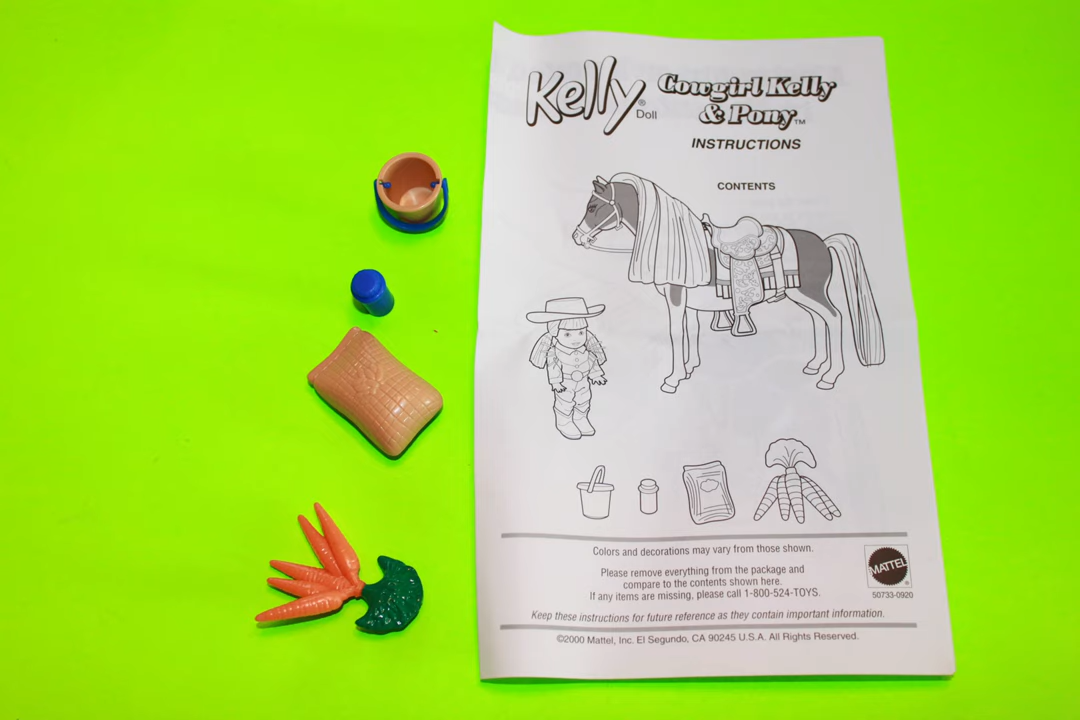 Kelly® Doll
Cowgirl Kelly
& Pony™
INSTRUCTIONS
CONTENTS
Colors and decorations may vary from those shown.
Please remove everything from the package and
compare to the contents shown here.
If any items are missing, please call 1-800-524-TOYS.
MATTEL®
50733-0920
Keep these instructions for future reference as they contain important information.
©2000 Mattel, Inc. El Segundo, CA 90245 U.S.A. All Rights Reserved.